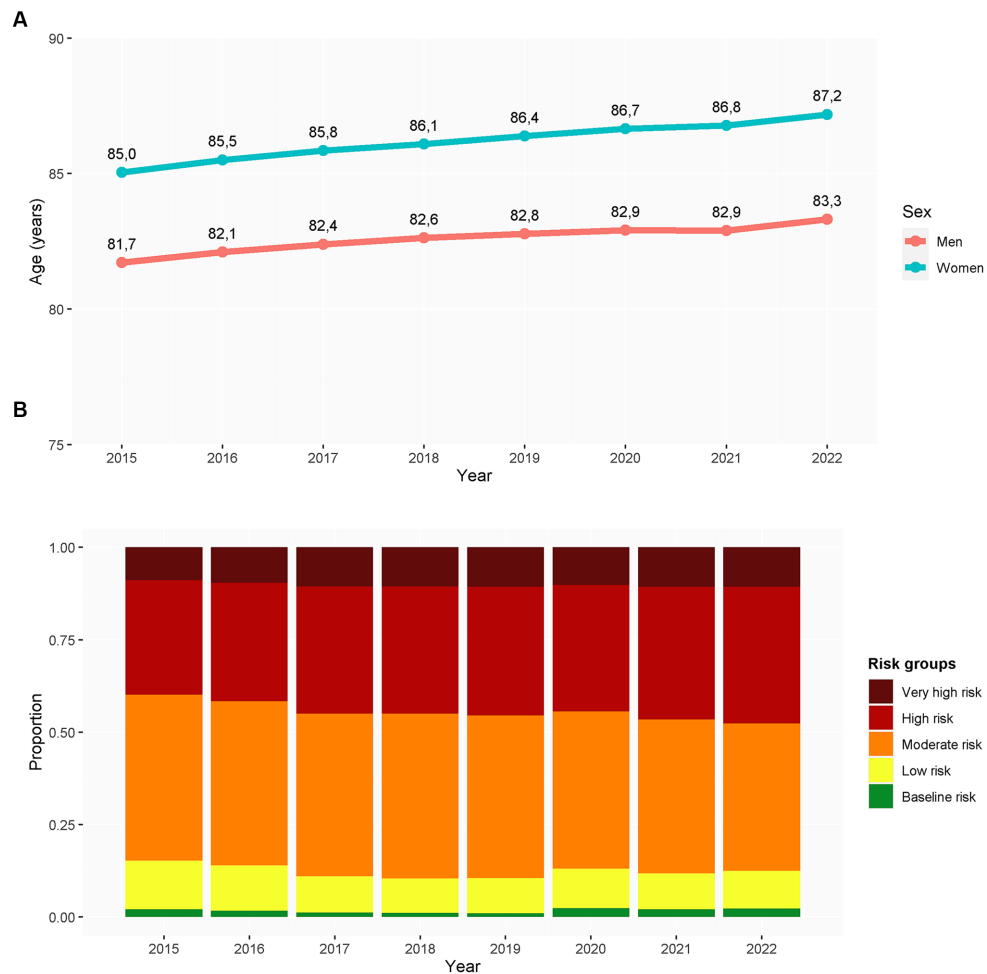 A
90
85
80
75
Age (years)
85,0 85,5 85,8 86,1 86,4 86,7 86,8 87,2
81,7 82,1 82,4 82,6 82,8 82,9 82,9 83,3
2015 2016 2017 2018 2019 2020 2021 2022
Year
Sex
Men
Women
B
1.00
0.75
0.50
0.25
0.00
Proportion
2015 2016 2017 2018 2019 2020 2021 2022
Year
Risk groups
Very high risk
High risk
Moderate risk
Low risk
Baseline risk